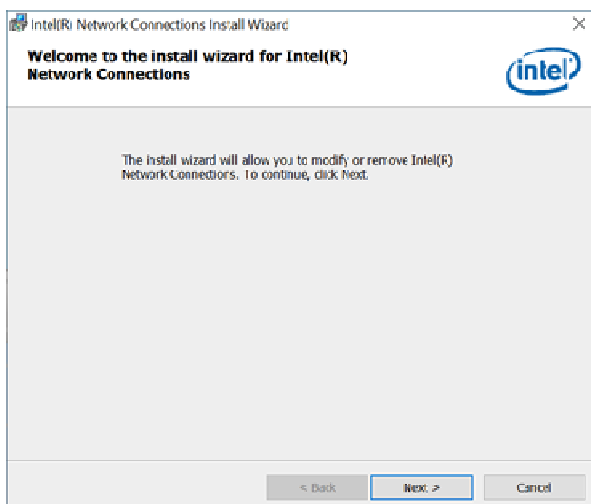 Intel(R) Network Connections Install Wizard
Welcome to the install wizard for Intel(R)
Network Connections
intel
The install wizard will allow you to modify or remove Intel(R)
Network Connections. To continue, click Next.
< Back
Next >
Cancel